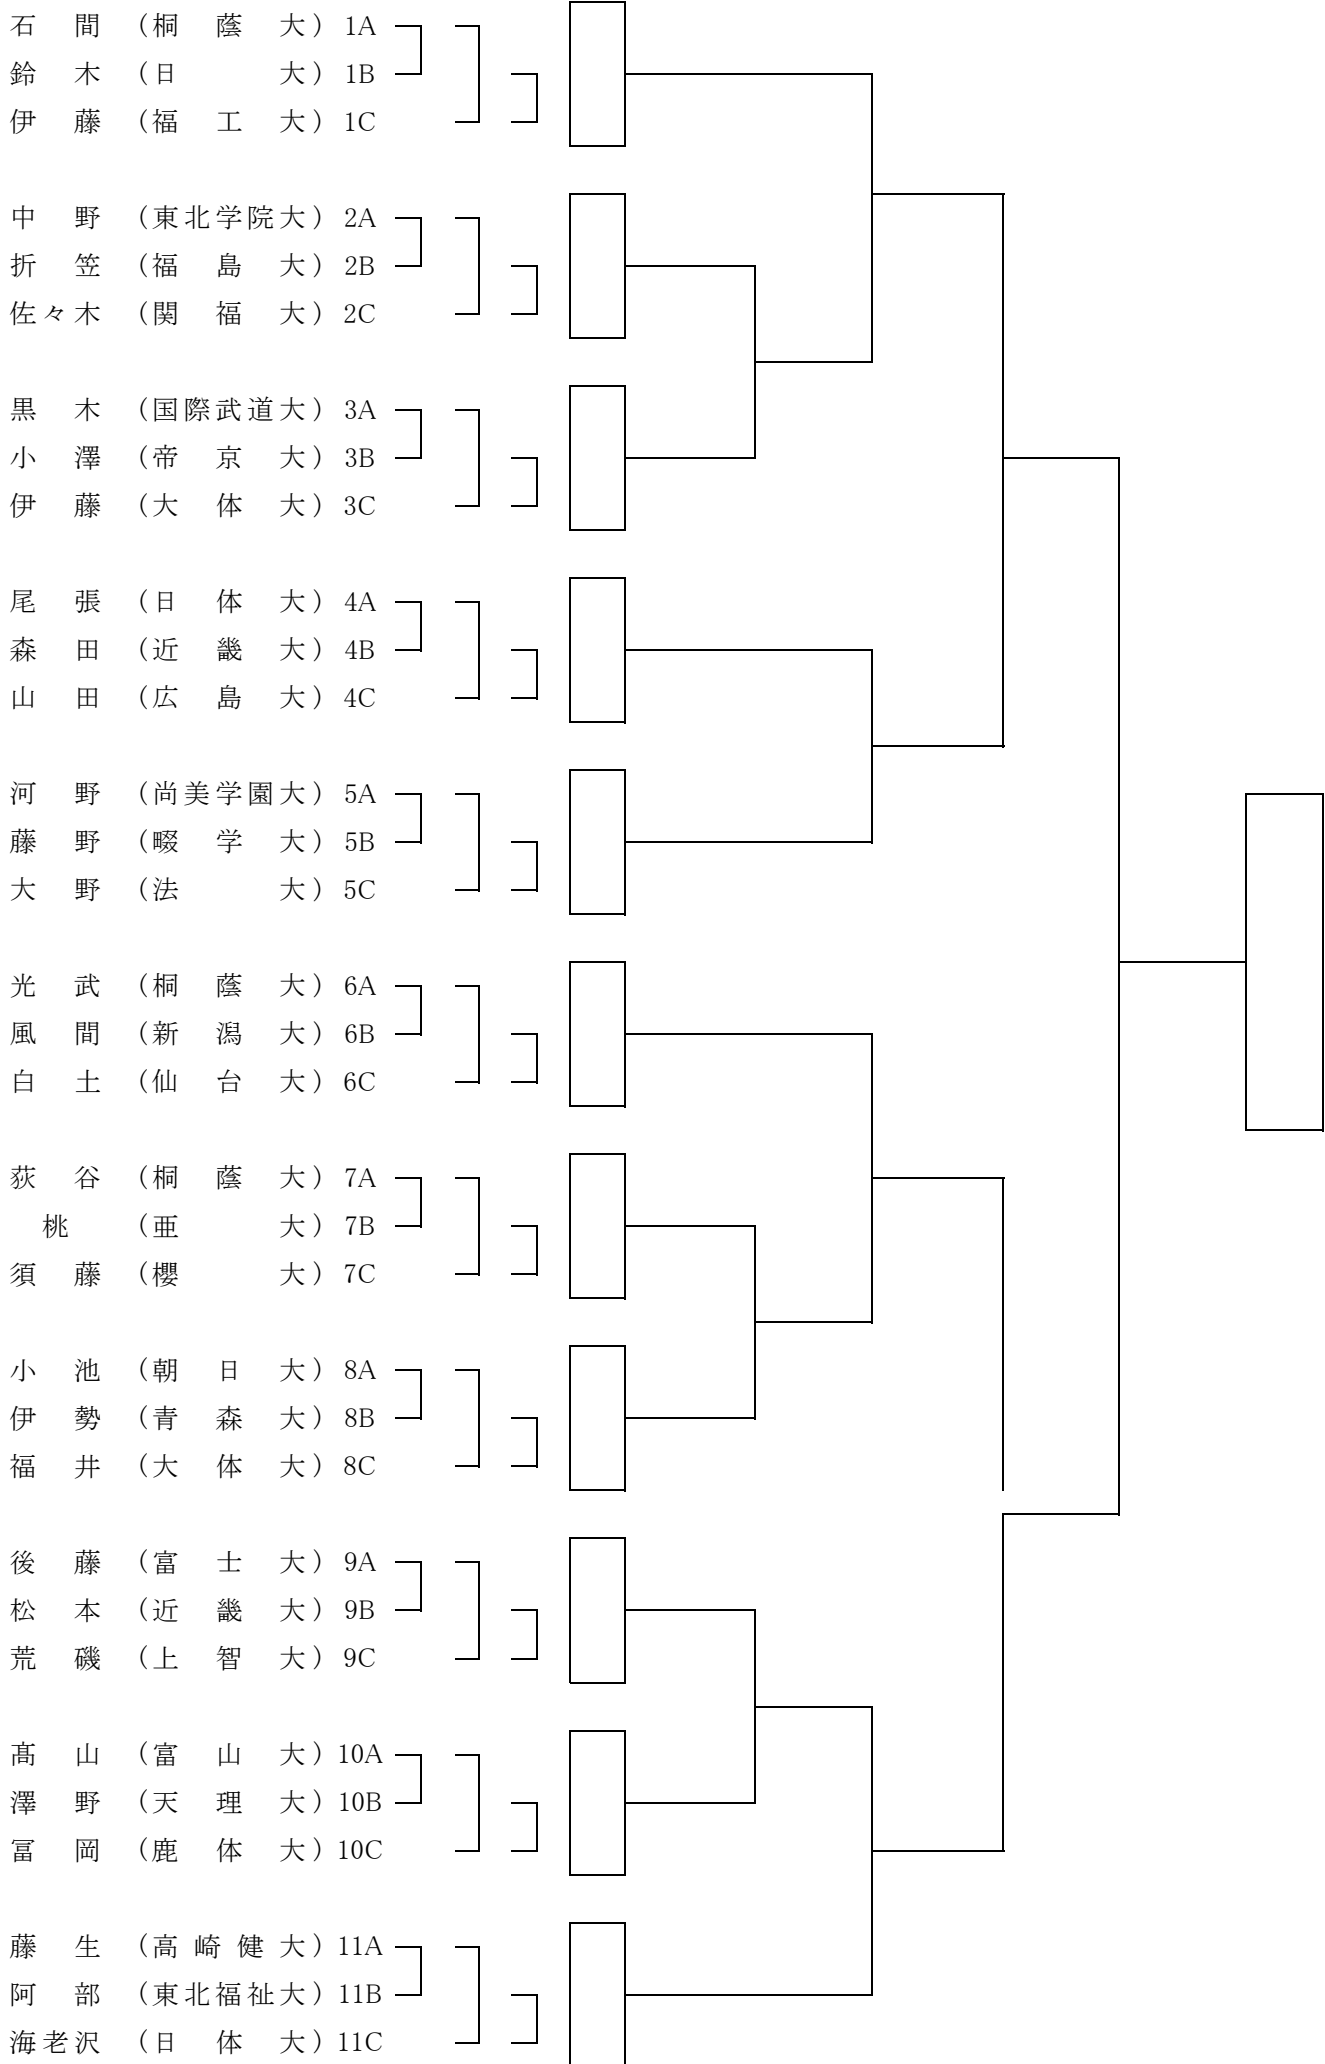 石間（桐蔭大）1A
鈴木（日大）1B
伊藤（福工大）1C
中野（東北学院大）2A
折笠（福島大）2B
佐々木（関福大）2C
黒木（国際武道大）3A
小澤（帝京大）3B
伊藤（大体大）3C
尾張（日体大）4A
森田（近畿大）4B
山田（広島大）4C
河野（尚美学園大）5A
藤野（畷学大）5B
大野（法大）5C
光武（桐蔭大）6A
風間（新潟大）6B
白土（仙台大）6C
荻谷（桐蔭大）7A
桃（亜大）7B
須藤（櫻大）7C
小池（朝日大）8A
伊勢（青森大）8B
福井（大体大）8C
後藤（富士大）9A
松本（近畿大）9B
荒磯（上智大）9C
髙山（富山大）10A
澤野（天理大）10B
冨岡（鹿体大）10C
藤生（高崎健大）11A
阿部（東北福祉大）11B
海老沢（日体大）11C